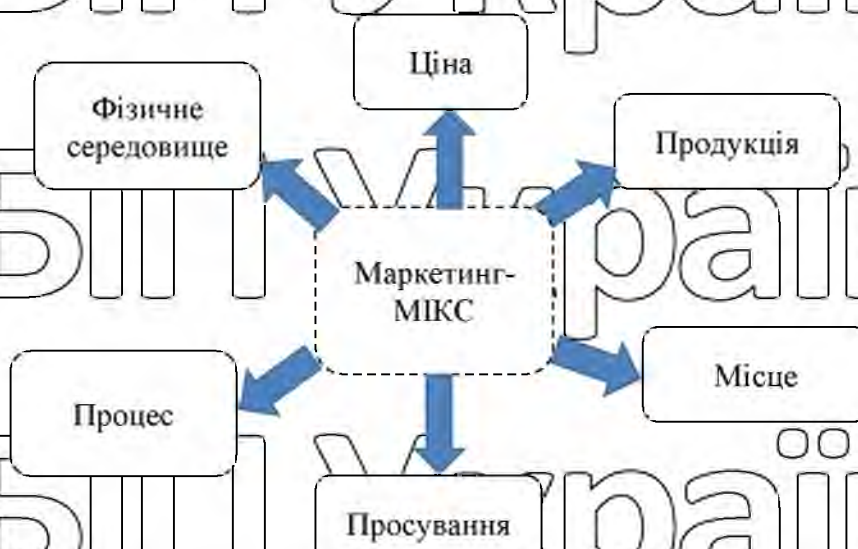 Ціна
Фізичне
середовище
Продукція
Маркетинг-
МІКС
Місце
Процес
Просування